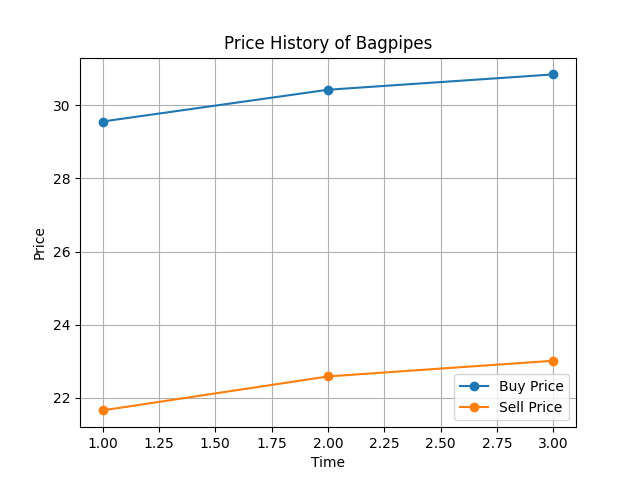 Price History of Bagpipes
Price
30
28
26
24
22
Buy Price
Sell Price
1.00 1.25 1.50 1.75 2.00 2.25 2.50 2.75 3.00
Time